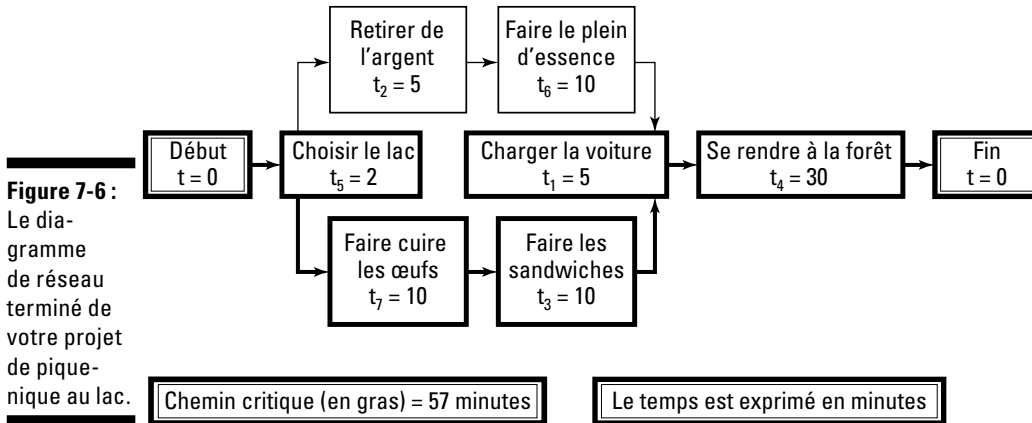 Retirer de
l'argent
t2 = 5
Faire le plein
d'essence
t6 = 10
Début
t = 0
Choisir le lac
t5 = 2
Charger la voiture
t1 = 5
Se rendre à la forêt
t4 = 30
Fin
t = 0
Faire cuire
les œufs
t7 = 10
Faire les
sandwiches
t3 = 10
Figure 7-6 :
Le dia-
gramme
de réseau
terminé de
votre projet
de pique-
nique au lac.
Chemin critique (en gras) = 57 minutes
Le temps est exprimé en minutes